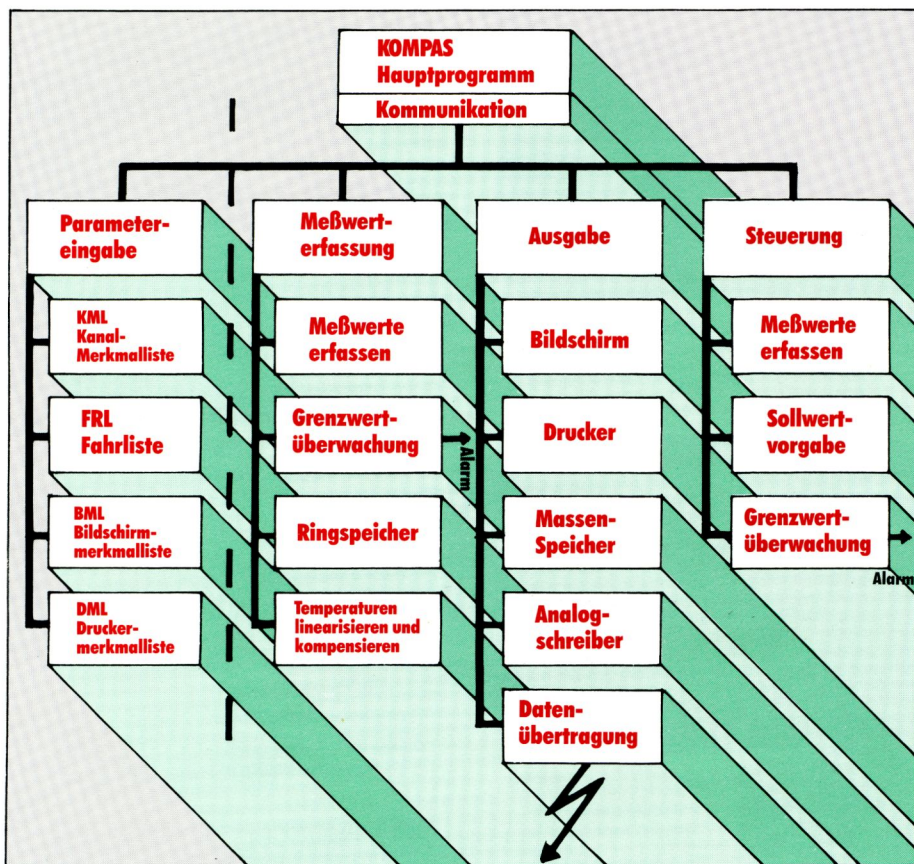 KOMPAS
Hauptprogramm
Kommunikation
Parameter-
eingabe
KML
Kanal-
Merkmalliste
FRL
Fahrliste
BML
Bildschirm-
merkmalliste
DML
Drucker-
merkmalliste
Meßwert-
erfassung
Meßwerte
erfassen
Grenzwert-
überwachung
Alarm
Ringspeicher
Temperaturen
linearisieren und
kompensieren
Ausgabe
Bildschirm
Drucker
Massen-
Speicher
Analog-
schreiber
Daten-
übertragung
Steuerung
Meßwerte
erfassen
Sollwert-
vorgabe
Grenzwert-
überwachung
Alarm